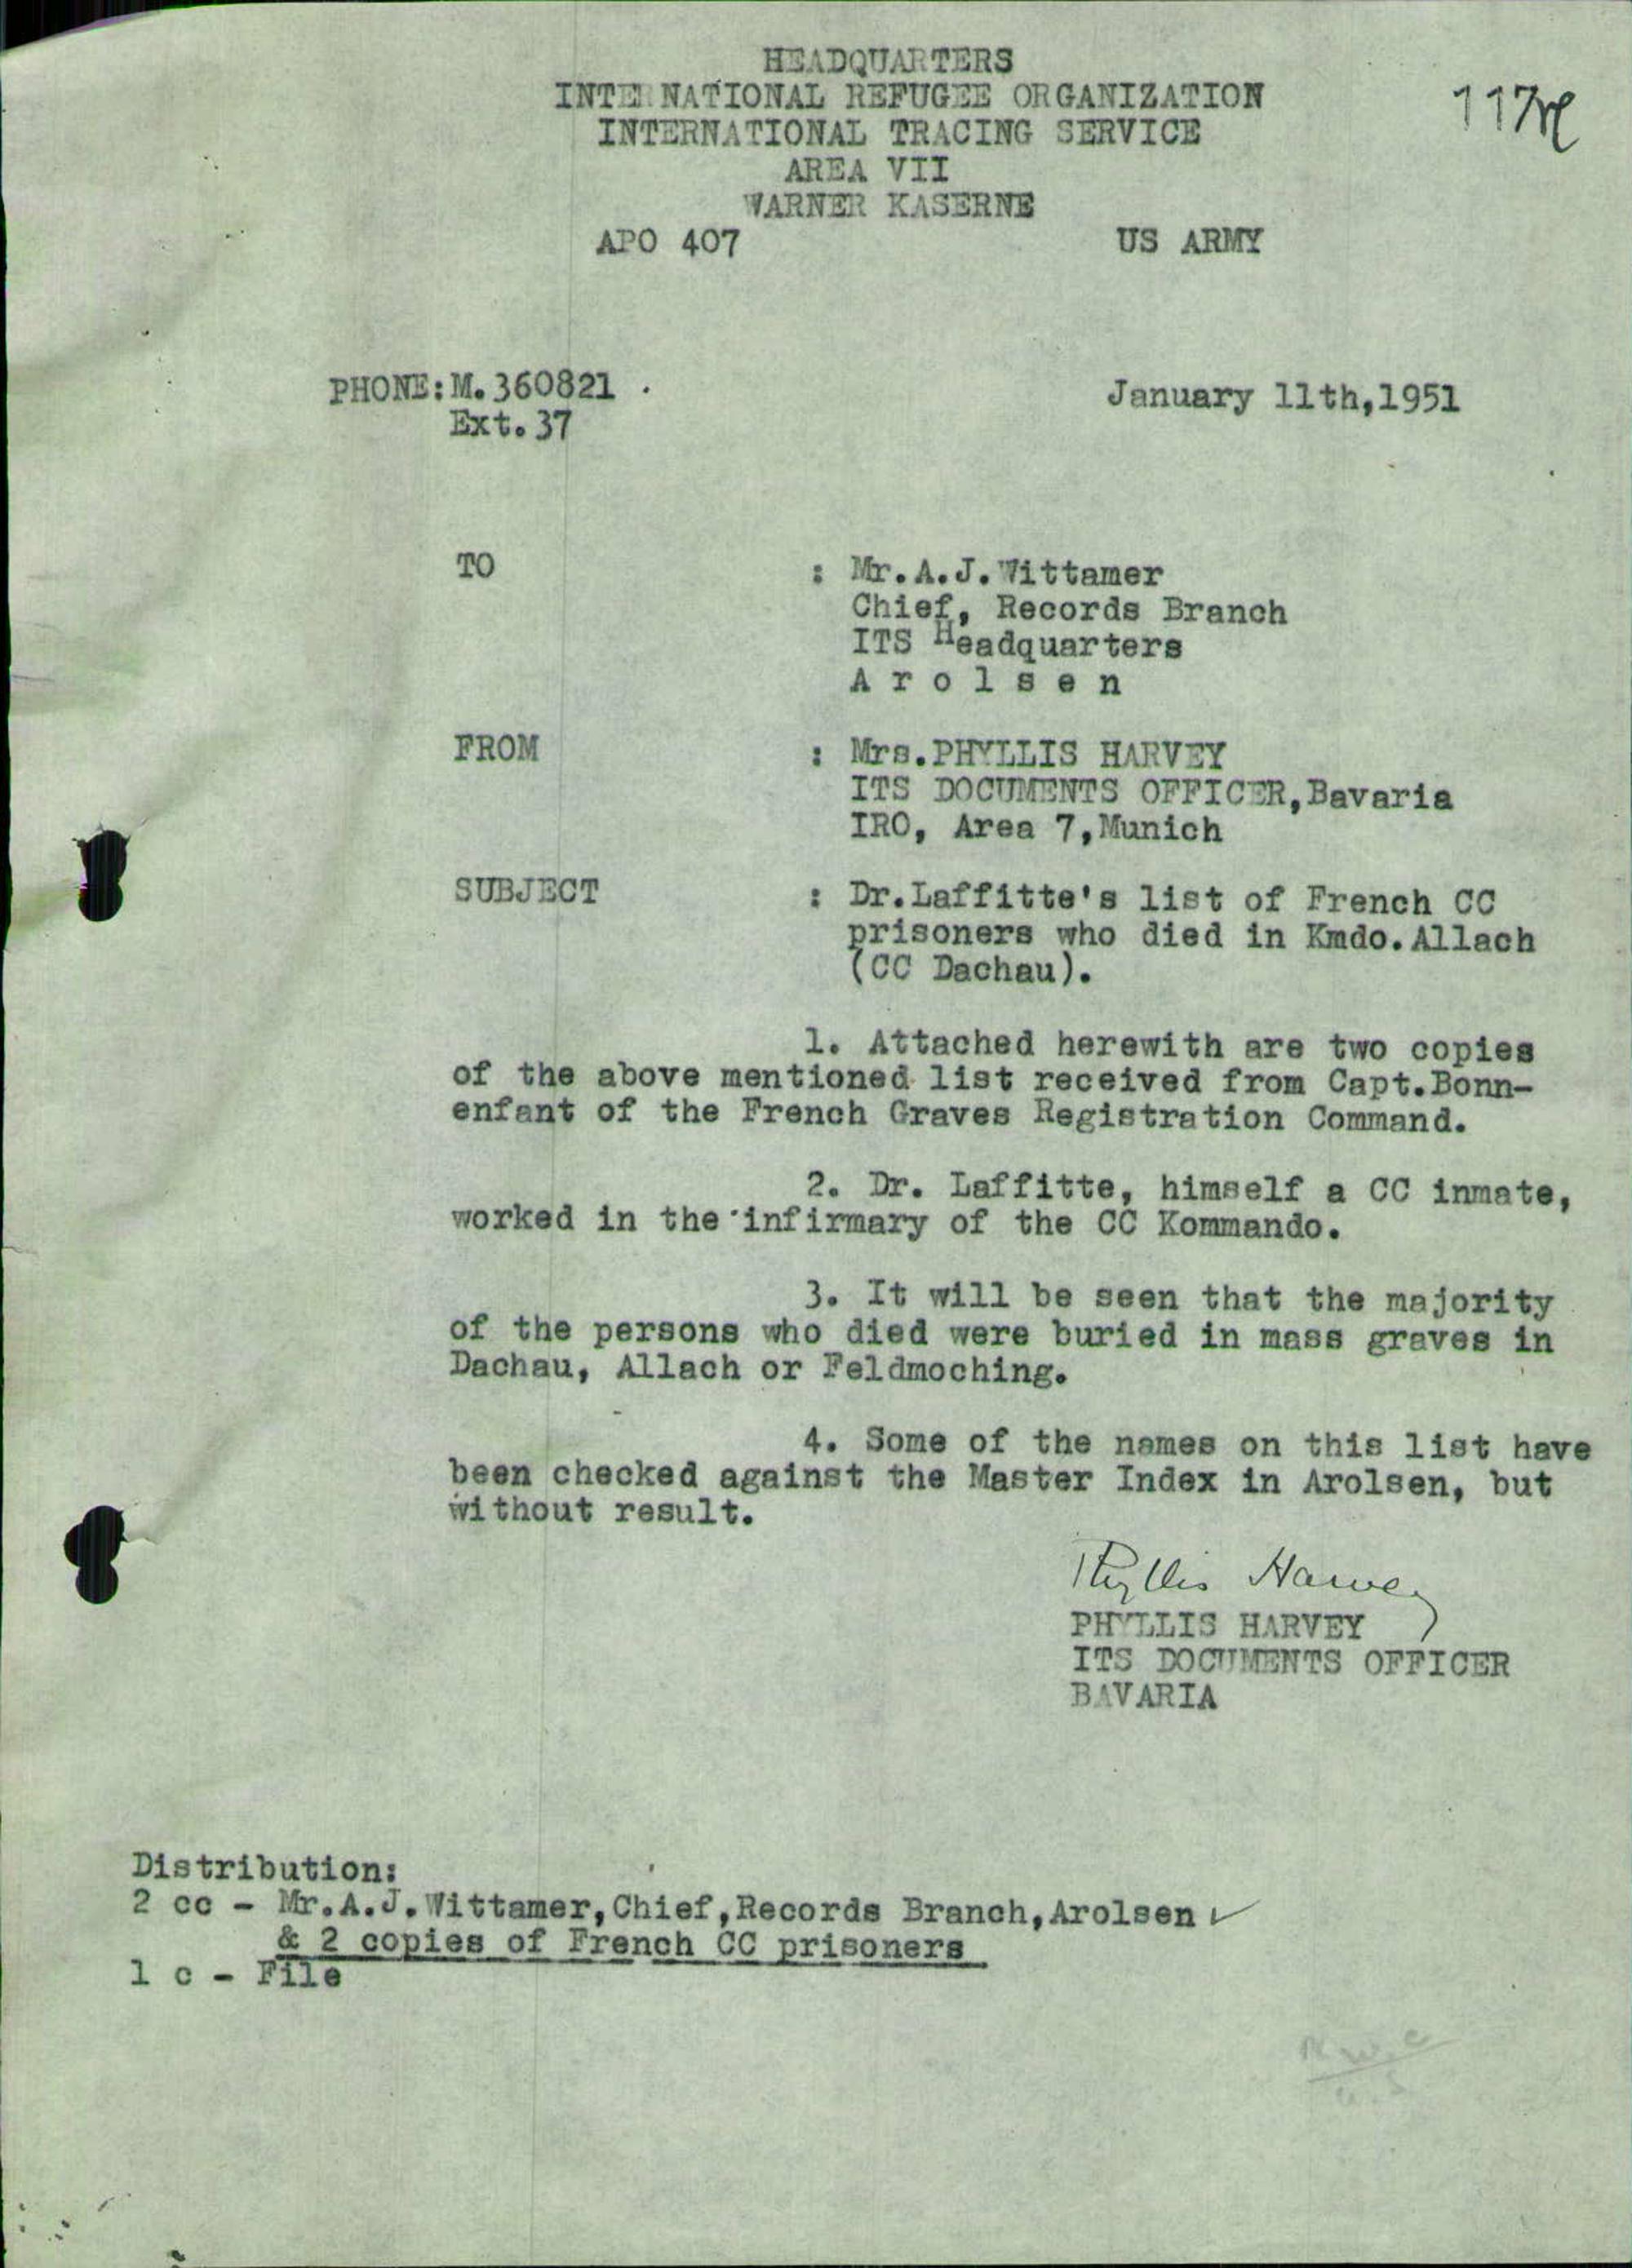 HEADQUARTERS
INTERNATIONAL REFUGEE ORGANIZATION
INTERNATIONAL TRACING SERVICE
AREA VII
WARNER KASERNE
APO 407 US ARMY
PHONE: M. 360821 .
Ext. 37
January 11th, 1951
TO : Mr. A. J. Wittamer
Chief, Records Branch
ITS Headquarters
A r o l s e n
FROM : Mrs. PHYLLIS HARVEY
ITS DOCUMENTS OFFICER, Bavaria
IRO, Area 7, Munich
SUBJECT : Dr. Laffitte's list of French CC
prisoners who died in Kmdo. Allach
(CC Dachau).
1. Attached herewith are two copies
of the above mentioned list received from Capt. Bonn-
enfant of the French Graves Registration Command.
2. Dr. Laffitte, himself a CC inmate,
worked in the infirmary of the CC Kommando.
3. It will be seen that the majority
of the persons who died were buried in mass graves in
Dachau, Allach or Feldmoching.
4. Some of the names on this list have
been checked against the Master Index in Arolsen, but
without result.
Phyllis Harvey
PHYLLIS HARVEY
ITS DOCUMENTS OFFICER
BAVARIA
Distribution:
2 cc - Mr. A. J. Wittamer, Chief, Records Branch, Arolsen ✓
& 2 copies of French CC prisoners
1 c - File